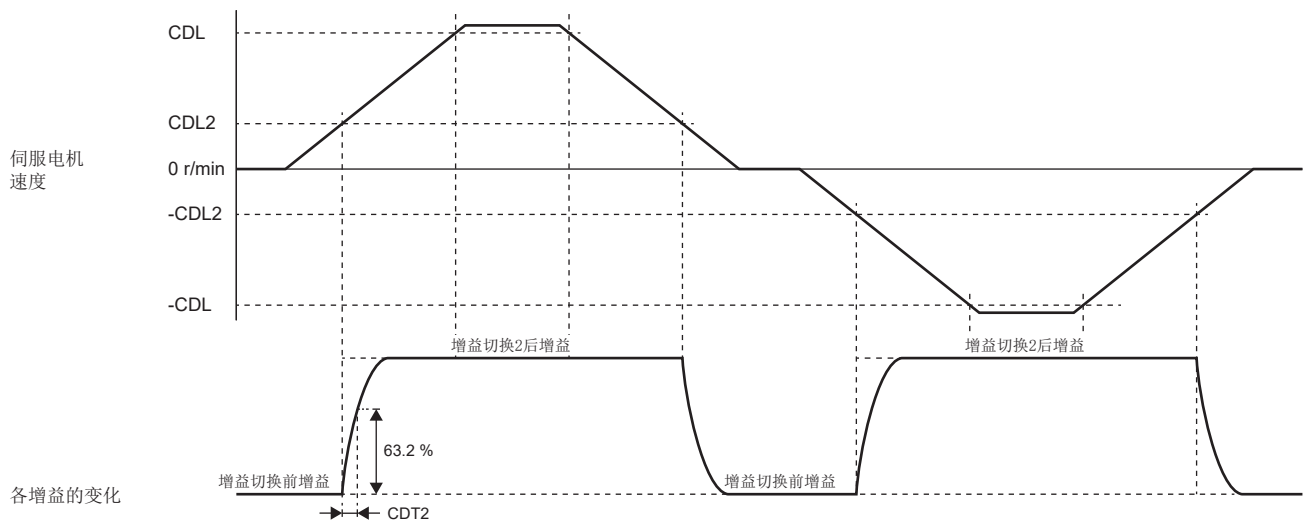 CDL
CDL2
伺服电机
速度
0 r/min
-CDL2
-CDL
增益切换2后增益
增益切换2后增益
63.2 %
增益切换前增益
增益切换前增益
各增益的变化
CDT2